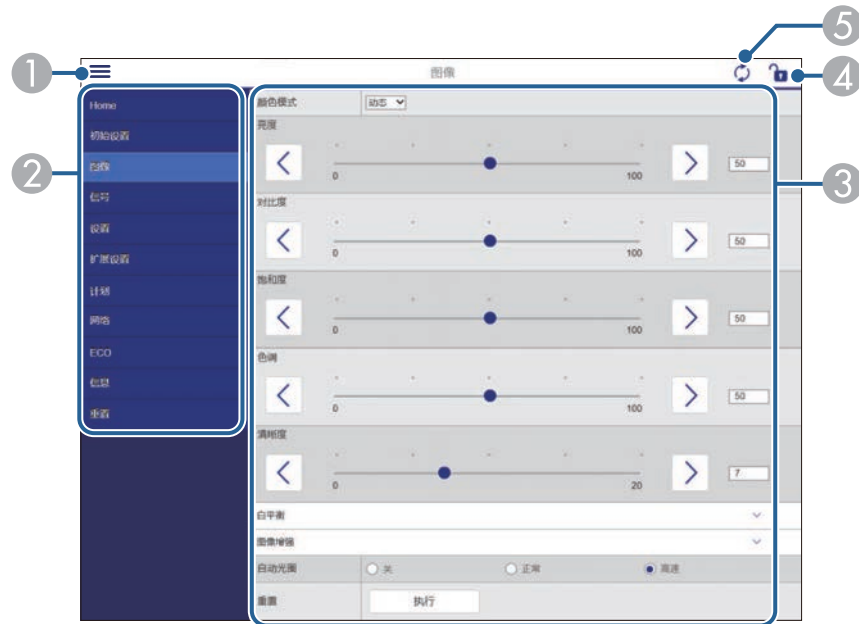 5
1
图像
4
2
3
Home
初始设置
图像
信号
设置
扩展设置
计划
网络
ECO
信息
重置
颜色模式
动态
亮度
0
100
50
对比度
0
100
50
饱和度
0
100
50
色调
0
100
50
清晰度
0
20
7
白平衡
图像增强
自动光圈
关
正常
高速
重置
执行